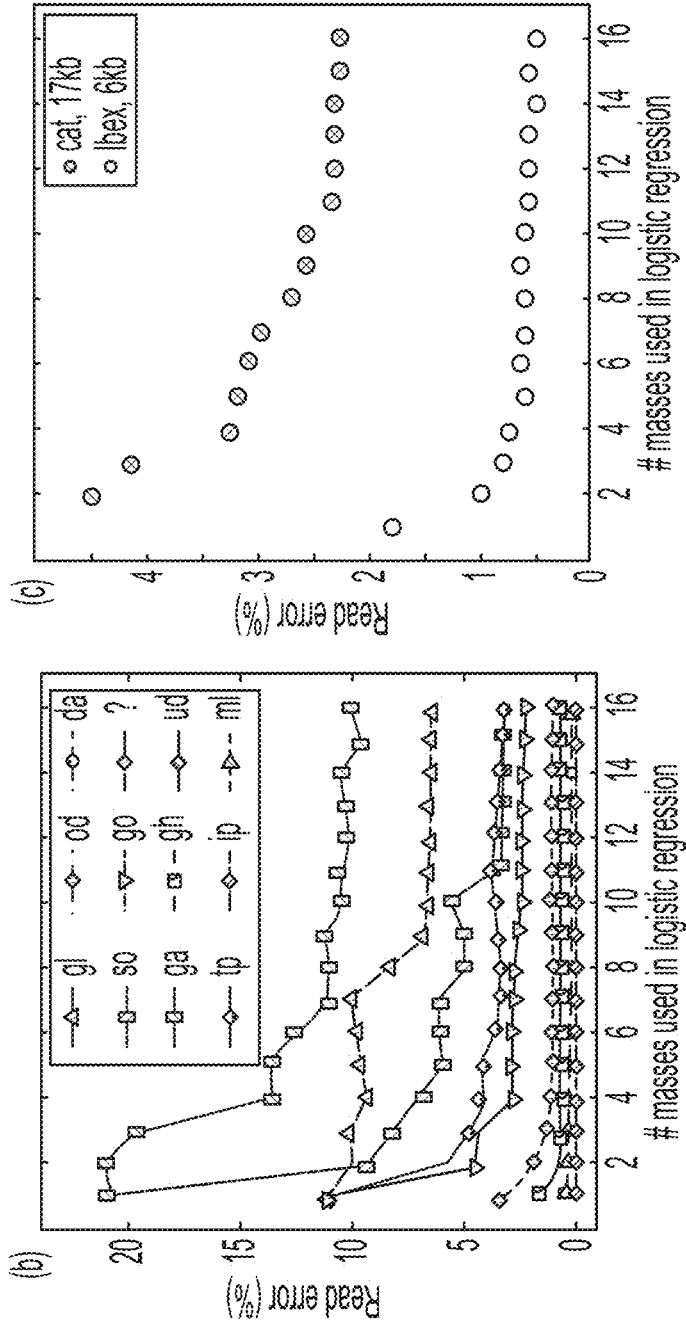 (b)
Read error (%)
20
15
10
5
0
gl od da
so go ?
ga gh ud
tp ml
2 4 6 8 10 12 14 16
# masses used in logistic regression
(c)
Read error (%)
4
3
2
1
0
cat, 17kb
Ibex, 6kb
2 4 6 8 10 12 14 16
# masses used in logistic regression